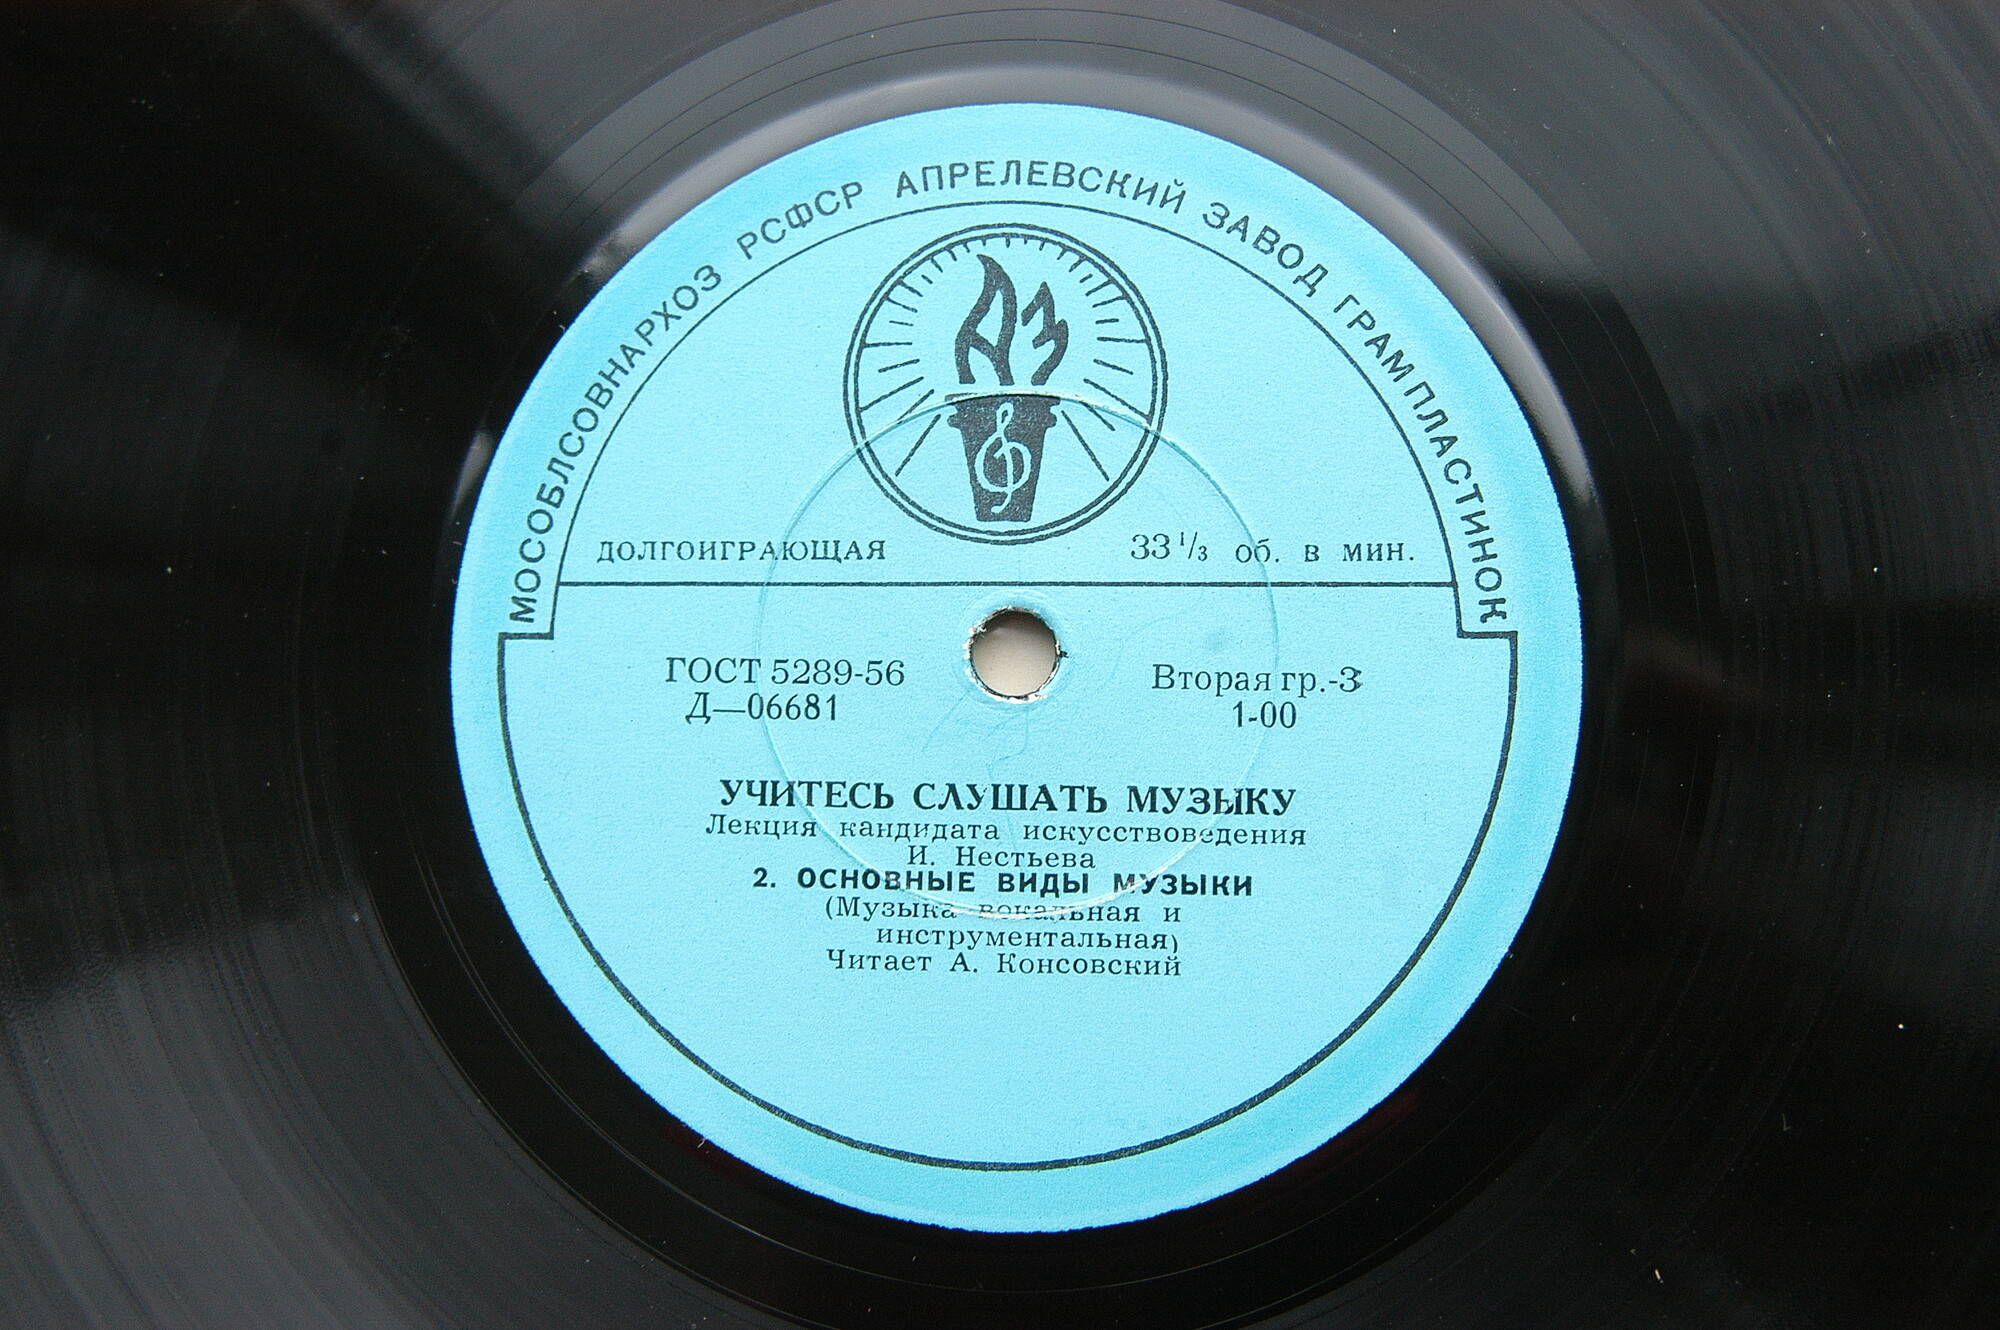 МОСОБЛСОВНАРХОЗ РСФСР АПРЕЛЕВСКИЙ ЗАВОД ГРАМПЛАСТИНОК
АЗ
ДОЛГОИГРАЮЩАЯ 33 1/3 об. в мин.
ГОСТ 5289-56 Вторая гр.-3
Д—06681 1-00
УЧИТЕСЬ СЛУШАТЬ МУЗЫКУ
Лекция кандидата искусствоведения
И. Нестьева
2. ОСНОВНЫЕ ВИДЫ МУЗЫКИ
(Музыка вокальная и
инструментальная)
Читает А. Консовский